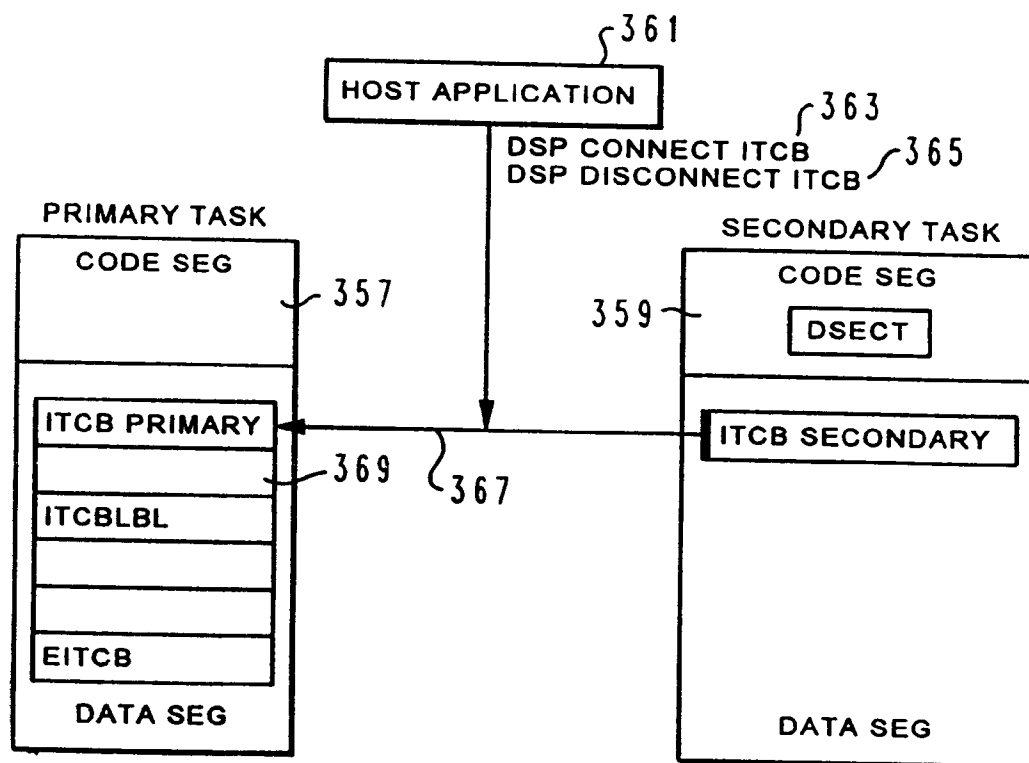 361
HOST APPLICATION
363
DSP CONNECT ITCB
365
DSP DISCONNECT ITCB
PRIMARY TASK
SECONDARY TASK
CODE SEG
CODE SEG
357
359
DSECT
ITCB PRIMARY
ITCB SECONDARY
369
367
ITCBLBL
EITCB
DATA SEG
DATA SEG